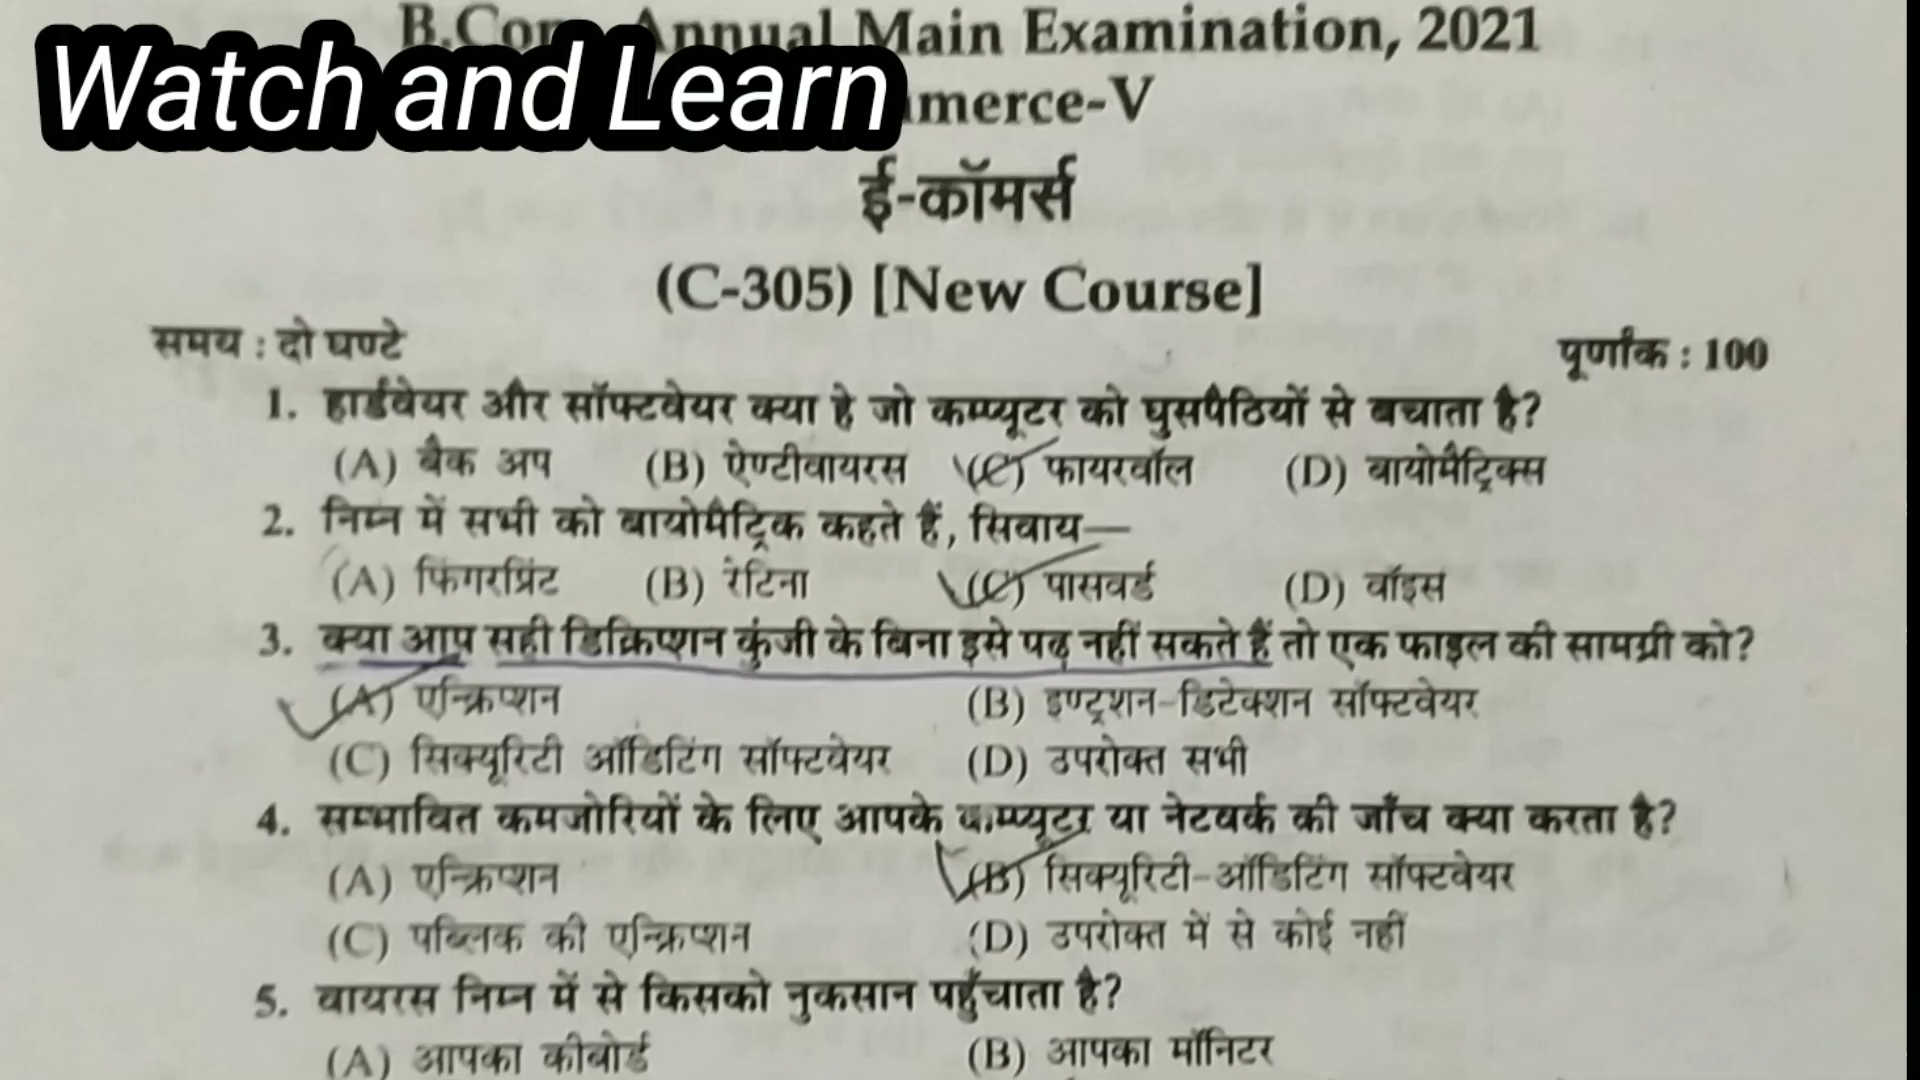 B.Com. Annual Main Examination, 2021
Watch and Learn
merce-V
ई-कॉमर्स
(C-305) [New Course]
समय : दो घण्टे पूर्णांक : 100
1. हार्डवेयर और सॉफ्टवेयर क्या है जो कम्प्यूटर को घुसपैठियों से बचाता है?
(A) बैक अप (B) ऐण्टीवायरस (C) फायरवॉल (D) बायोमैट्रिक्स
2. निम्न में सभी को बायोमैट्रिक कहते हैं, सिवाय—
(A) फिंगरप्रिंट (B) रेटिना (C) पासवर्ड (D) वॉइस
3. क्या आप सही डिक्रिप्शन कुंजी के बिना इसे पढ़ नहीं सकते हैं तो एक फाइल की सामग्री को?
(A) एन्क्रिप्शन (B) इण्ट्रशन-डिटेक्शन सॉफ्टवेयर
(C) सिक्यूरिटी ऑडिटिंग सॉफ्टवेयर (D) उपरोक्त सभी
4. सम्भावित कमजोरियों के लिए आपके कम्प्यूटर या नेटवर्क की जाँच क्या करता है?
(A) एन्क्रिप्शन (B) सिक्यूरिटी-ऑडिटिंग सॉफ्टवेयर
(C) पब्लिक की एन्क्रिप्शन (D) उपरोक्त में से कोई नहीं
5. वायरस निम्न में से किसको नुकसान पहुँचाता है?
(A) आपका कीबोर्ड (B) आपका मॉनिटर